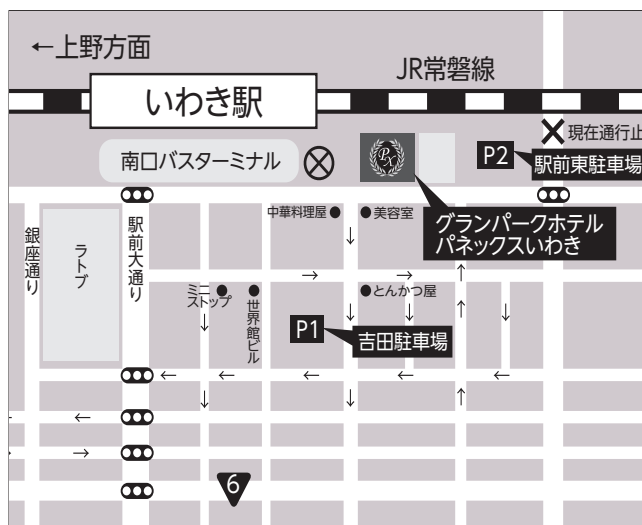 ←上野方面
JR常磐線
いわき駅
現在通行止
南口バスターミナル
PX
P2
駅前東駐車場
中華料理屋
美容室
グランパークホテル
パネックスいわき
銀座通り
ラトブ
駅前大通り
ミニ
ストップ
世界館ビル
とんかつ屋
P1
吉田駐車場
6